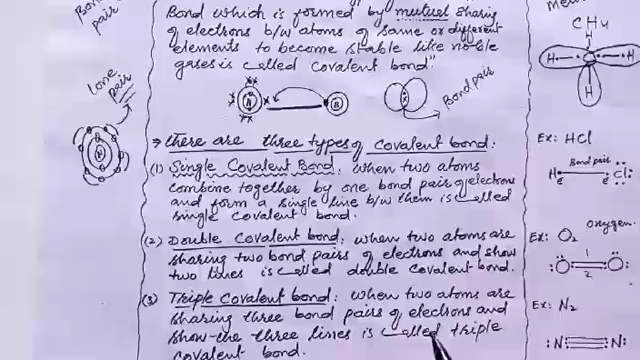 Bond
pair
Bond which is formed by mutuel sharing
of electrons b/w atoms of same or different
elements to become stable like noble
gases is called covalent bond"
lone
pair
Bond pair
CH4
H
H
H
H
→ There are three types of covalent bond:
(1) Single Covalent Bond: when two atoms
combine together by one bond pair of electrons
and form a single line b/w them is called
single covalent bond.
(2) Double Covalent bond: when two atoms are
sharing two bond pairs of electrons and show
two lines is called double covalent bond.
(3) Triple Covalent bond: when two atoms are
sharing three bond pairs of electrons and
show the three lines is called triple
covalent bond.
Ex: HCl
Bond pair
H Cl:
e e
oxygen.
Ex: O2
1
:O=O:
2
Ex: N2
:N≡N: